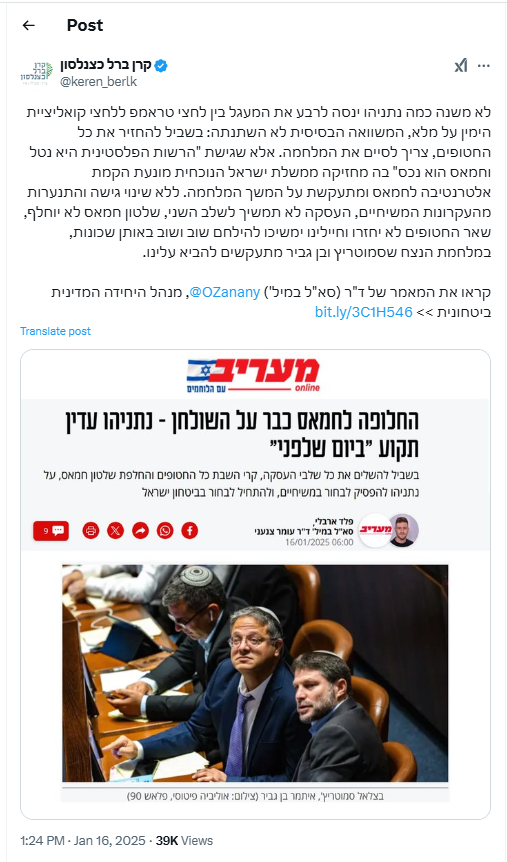 Post
קרן ברל כצנלסון
@keren_berlk
לא משנה כמה נתניהו ינסה לרבע את המעגל בין לחצי טראמפ ללחצי קואליציית
הימין על מלא, המשוואה הבסיסית לא השתנתה: בשביל להחזיר את כל
החטופים, צריך לסיים את המלחמה. אלא שגישת "הרשות הפלסטינית היא נטל
וחמאס הוא נכס" בה מחזיקה ממשלת ישראל הנוכחית מונעת הקמת
אלטרנטיבה לחמאס ומתעקשת על המשך המלחמה. ללא שינוי גישה והתנערות
מהעקרונות המשיחיים, העסקה לא תמשיך לשלב השני, שלטון חמאס לא יוחלף,
שאר החטופים לא יחזרו וחיילינו ימשיכו להילחם שוב ושוב באותן שכונות,
במלחמת הנצח שסמוטריץ ובן גביר מתעקשים להביא עלינו.
קראו את המאמר של ד"ר (סא"ל במיל') @OZanany, מנהל היחידה המדינית
ביטחונית >> bit.ly/3C1H546
Translate post
מעריב
online
עם הלוחמים
החלופה לחמאס כבר על השולחן - נתניהו עדין
תקוע "ביום שלפני"
בשביל להשלים את כל שלבי העסקה, קרי השבת כל החטופים והחלפת שלטון חמאס, על
נתניהו להפסיק לבחור במשיחיים, ולהתחיל לבחור בביטחון ישראל
פלד ארבלי,
סא"ל במיל' ד"ר עומר צנעני
16/01/2025 06:00
מעריב
9
בצלאל סמוטריץ', איתמר בן גביר (צילום: אוליביה פיטוסי, פלאש 90)
1:24 PM · Jan 16, 2025 · 39K Views